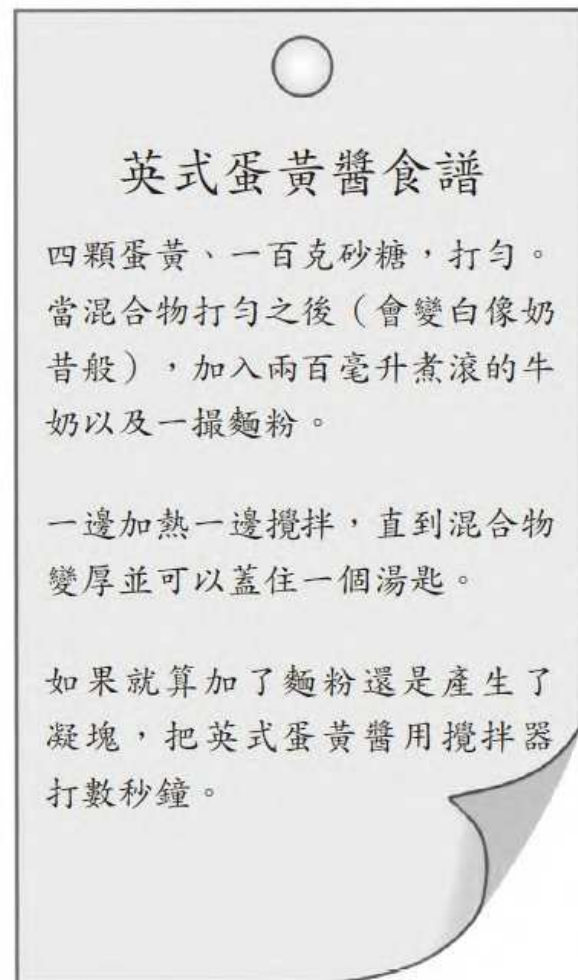 英式蛋黃醬食譜
四顆蛋黃、一百克砂糖，打勻。
當混合物打勻之後（會變白像奶
昔般），加入兩百毫升煮滾的牛
奶以及一撮麵粉。
一邊加熱一邊攪拌，直到混合物
變厚並可以蓋住一個湯匙。
如果就算加了麵粉還是產生了
凝塊，把英式蛋黃醬用攪拌器
打數秒鐘。